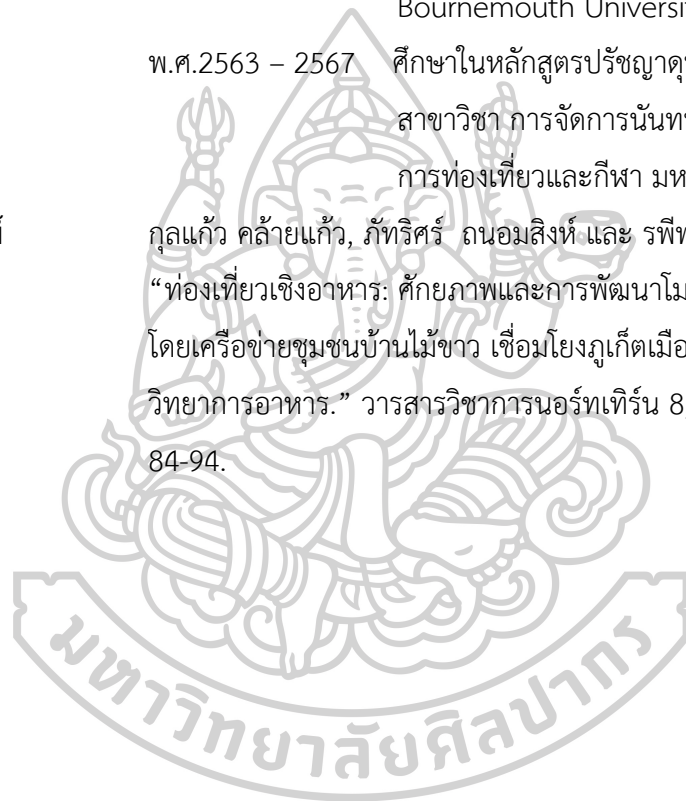 Bournemouth Universi
พ.ศ.2563 – 2567 ศึกษาในหลักสูตรปรัชญาดุ
สาขาวิชา การจัดการนันท
การท่องเที่ยวและกีฬา มห
กุลแก้ว คล้ายแก้ว, ภัทริศร์ ถนอมสิงห์ และ รพีพ
“ท่องเที่ยวเชิงอาหาร: ศักยภาพและการพัฒนาโม
โดยเครือข่ายชุมชนบ้านไม้ขาว เชื่อมโยงภูเก็ตเมือ
วิทยาการอาหาร.” วารสารวิชาการนอร์ทเทิร์น 8
84-94.
มหาวิทยาลัยศิลปากร